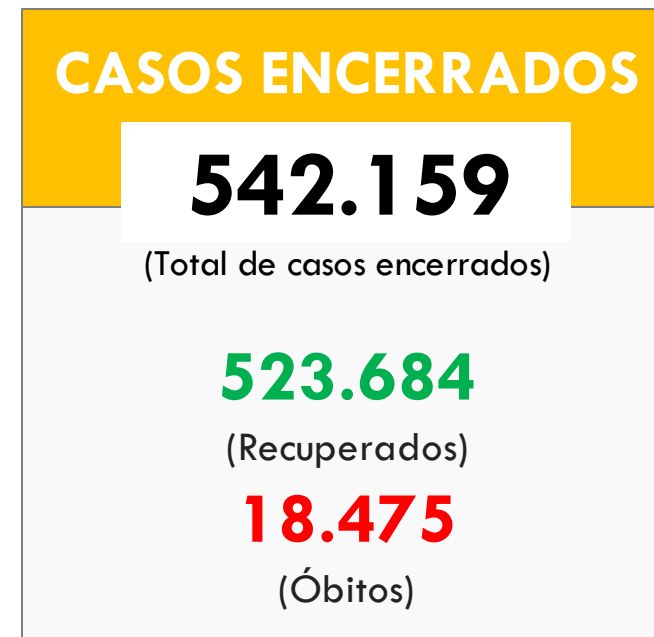 CASOS ENCERRADOS
542.159
(Total de casos encerrados)
523.684
(Recuperados)
18.475
(Óbitos)